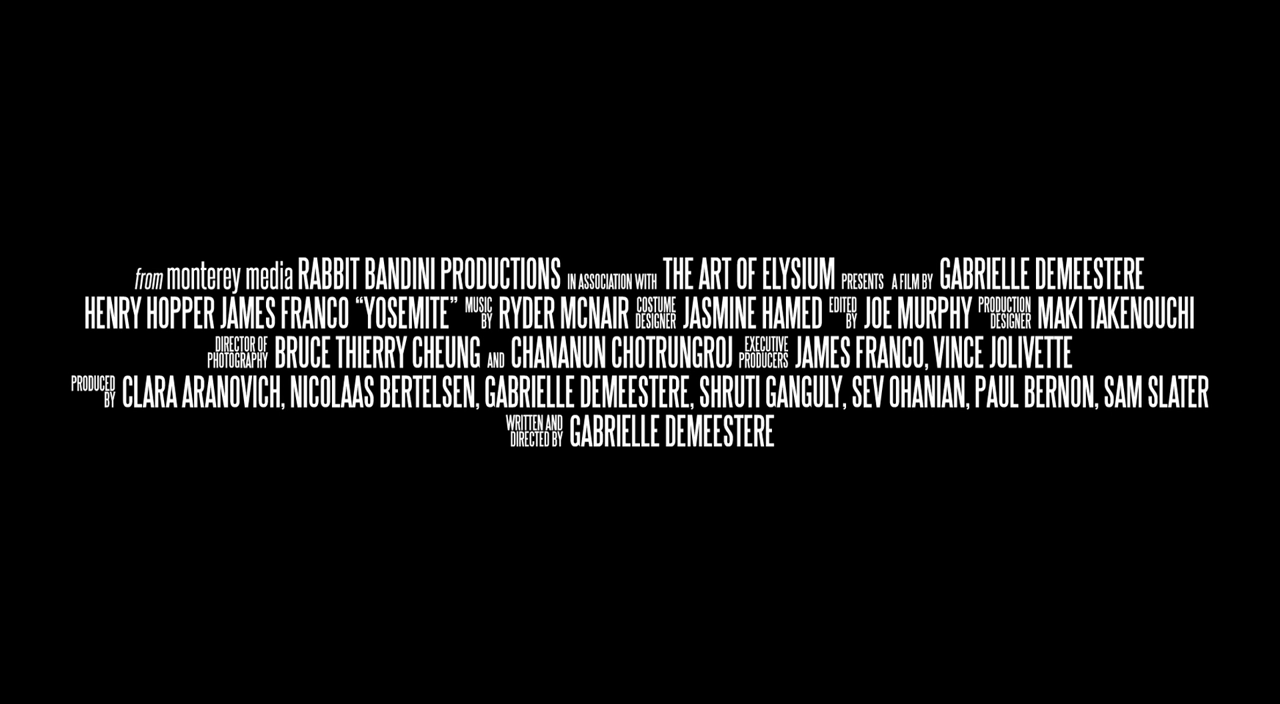 from monterey media RABBIT BANDINI PRODUCTIONS IN ASSOCIATION WITH THE ART OF ELYSIUM PRESENTS A FILM BY GABRIELLE DEMEESTERE
HENRY HOPPER JAMES FRANCO “YOSEMITE” MUSIC BY RYDER MCNAIR COSTUME DESIGNER JASMINE HAMED EDITED BY JOE MURPHY PRODUCTION DESIGNER MAKI TAKENOUCHI
DIRECTOR OF PHOTOGRAPHY BRUCE THIERRY CHEUNG AND CHANANUN CHOTRUNGROJ EXECUTIVE PRODUCERS JAMES FRANCO, VINCE JOLIVETTE
PRODUCED BY CLARA ARANOVICH, NICOLAAS BERTELSEN, GABRIELLE DEMEESTERE, SHRUTI GANGULY, SEV OHANIAN, PAUL BERNON, SAM SLATER
WRITTEN AND DIRECTED BY GABRIELLE DEMEESTERE